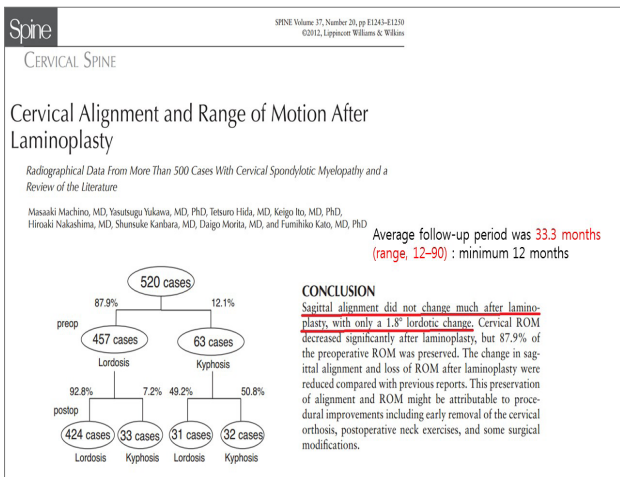 Spine
SPINE Volume 37, Number 20, pp E1243–E1250
©2012, Lippincott Williams & Wilkins
CERVICAL SPINE
Cervical Alignment and Range of Motion After
Laminoplasty
Radiographical Data From More Than 500 Cases With Cervical Spondylotic Myelopathy and a
Review of the Literature
Masaaki Machino, MD, Yasutsugu Yukawa, MD, PhD, Tetsuro Hida, MD, Keigo Ito, MD, PhD,
Hiroaki Nakashima, MD, Shunsuke Kanbara, MD, Daigo Morita, MD, and Fumihiko Kato, MD, PhD
Average follow-up period was 33.3 months
(range, 12–90) : minimum 12 months
520 cases
87.9%
12.1%
preop
457 cases
63 cases
Lordosis
Kyphosis
92.8%
7.2%
49.2%
50.8%
postop
424 cases
33 cases
31 cases
32 cases
Lordosis
Kyphosis
Lordosis
Kyphosis
CONCLUSION
Sagittal alignment did not change much after lamino-
plasty, with only a 1.8° lordotic change. Cervical ROM
decreased significantly after laminoplasty, but 87.9% of
the preoperative ROM was preserved. The change in sag-
ittal alignment and loss of ROM after laminoplasty were
reduced compared with previous reports. This preservation
of alignment and ROM might be attributable to proce-
dural improvements including early removal of the cervical
orthosis, postoperative neck exercises, and some surgical
modifications.